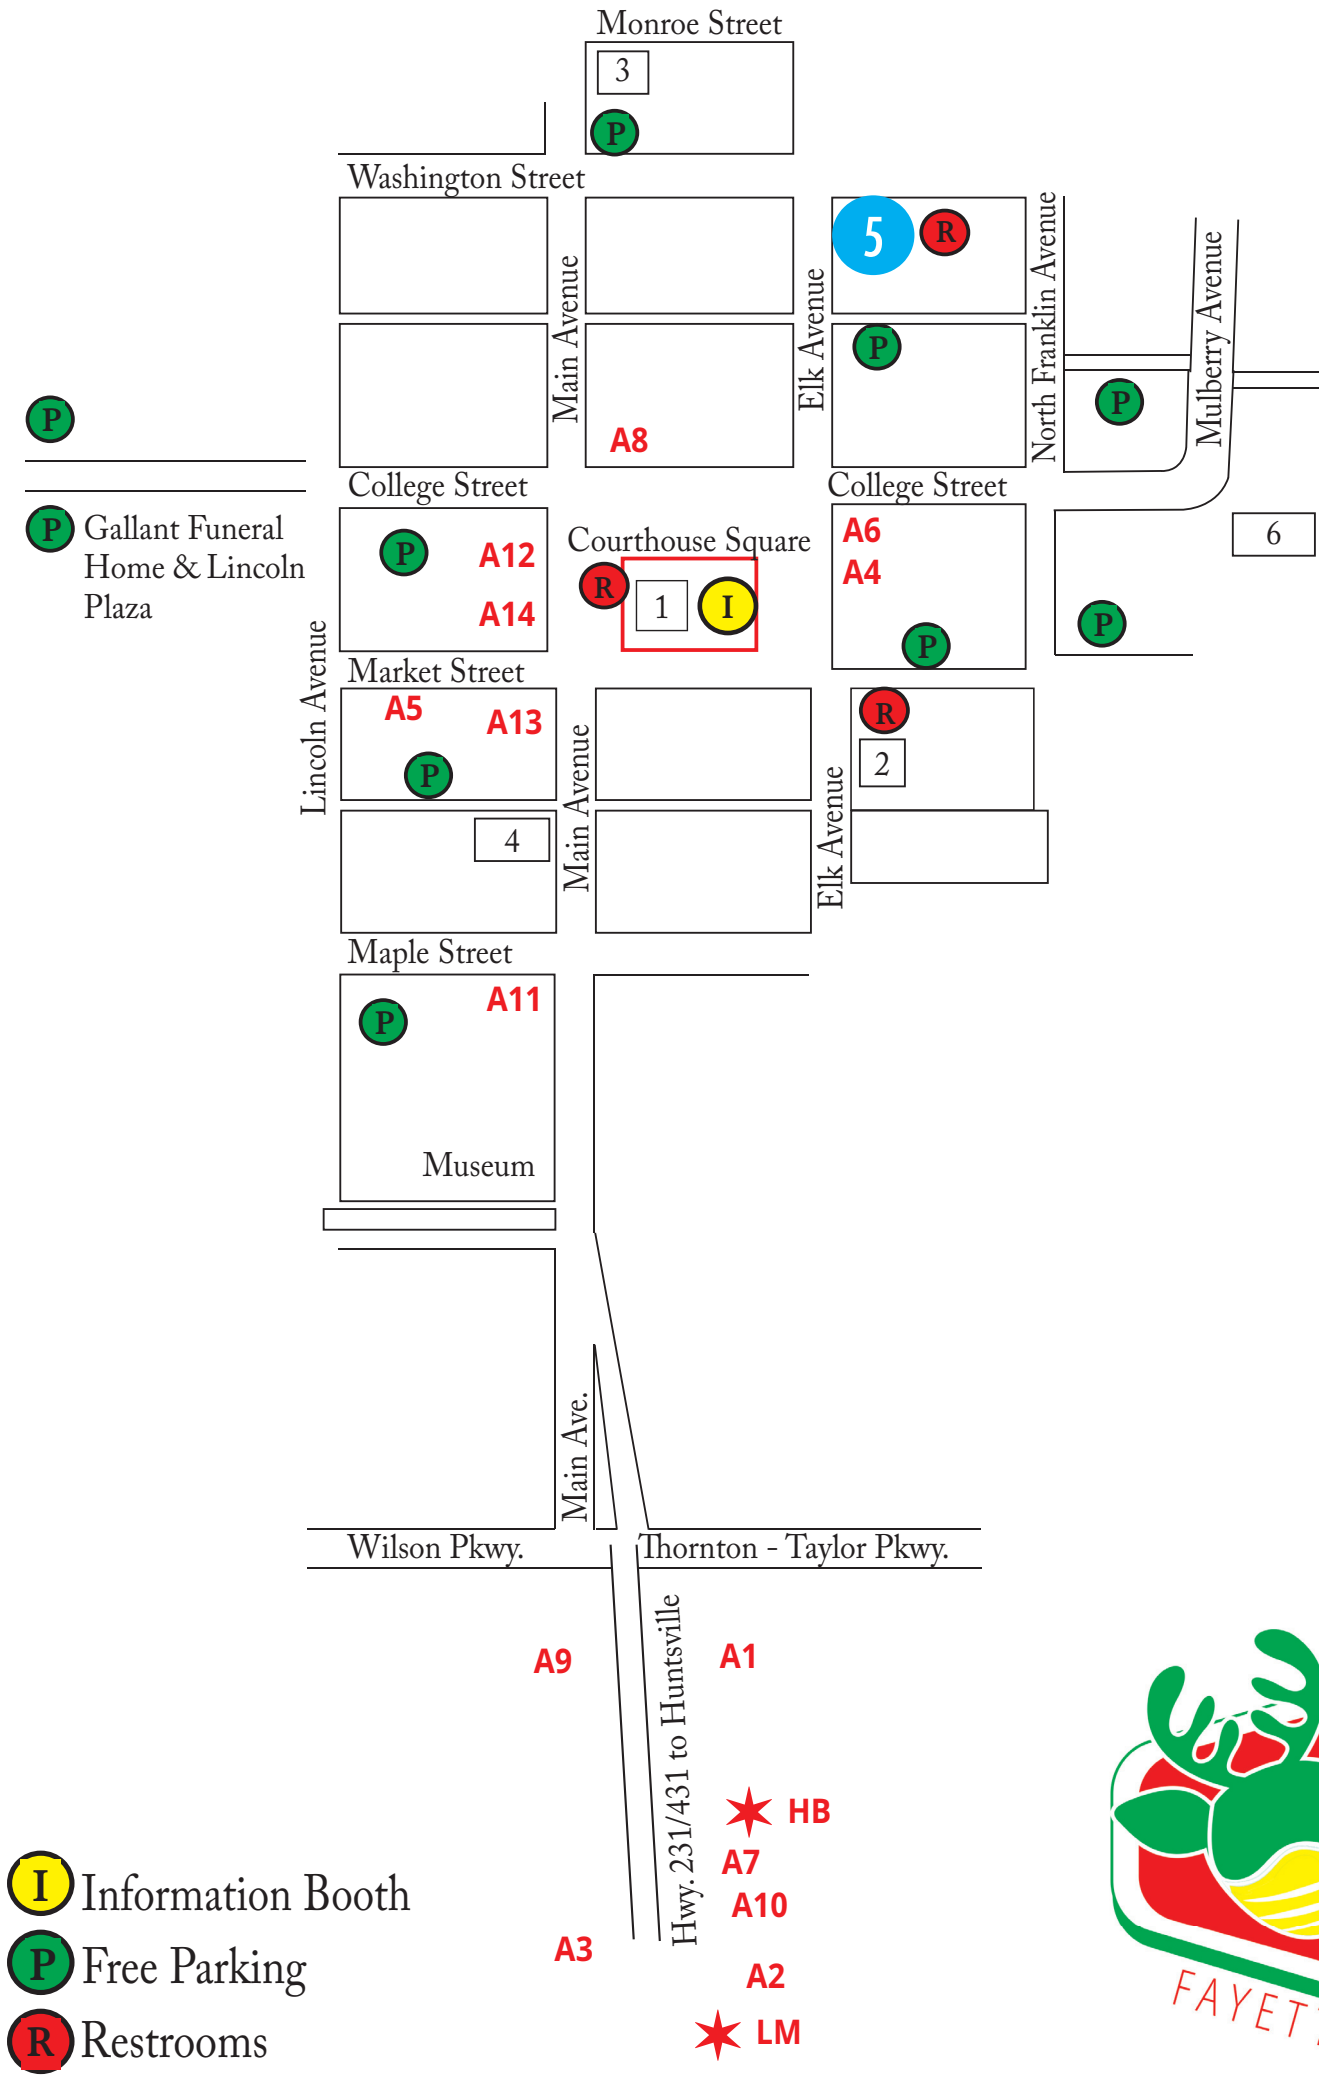 Monroe Street
3
P
Washington Street
5
R
Main Avenue
Elk Avenue
North Franklin Avenue
Mulberry Avenue
P
P
P
A8
College Street
College Street
P
Gallant Funeral
Home & Lincoln
Plaza
P
A12
A14
Courthouse Square
R
1
I
A6
A4
P
P
6
Lincoln Avenue
Market Street
A5
A13
P
Main Avenue
R
2
Elk Avenue
4
Maple Street
A11
P
Museum
Main Ave.
Wilson Pkwy.
Thornton - Taylor Pkwy.
Hwy. 231/431 to Huntsville
A9
A1
HB
A7
A10
A3
A2
LM
I Information Booth
P Free Parking
R Restrooms
FAYET